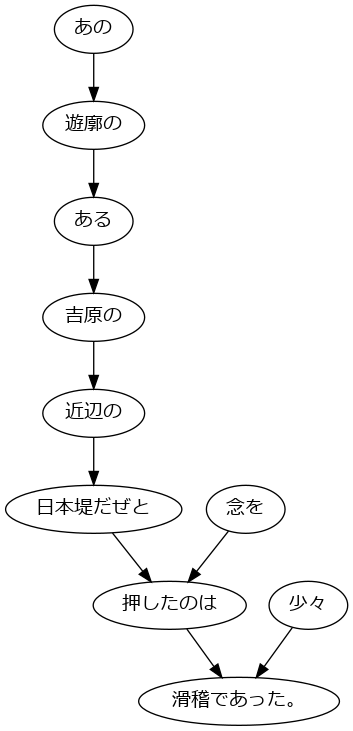 あの
遊廓の
ある
吉原の
近辺の
日本堤だぜと
念を
押したのは
少々
滑稽であった。